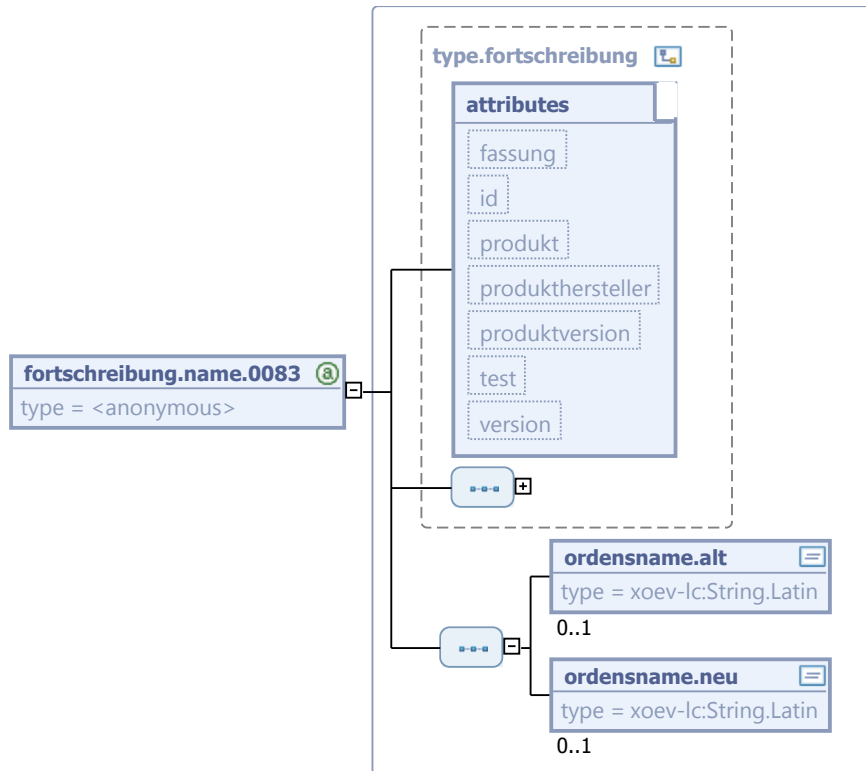 type.fortschreibung
attributes
fassung
id
produkt
produkthersteller
produktversion
test
version
fortschreibung.name.0083 a
type = <anonymous>
ordensname.alt
type = xoev-lc:String.Latin
0..1
ordensname.neu
type = xoev-lc:String.Latin
0..1